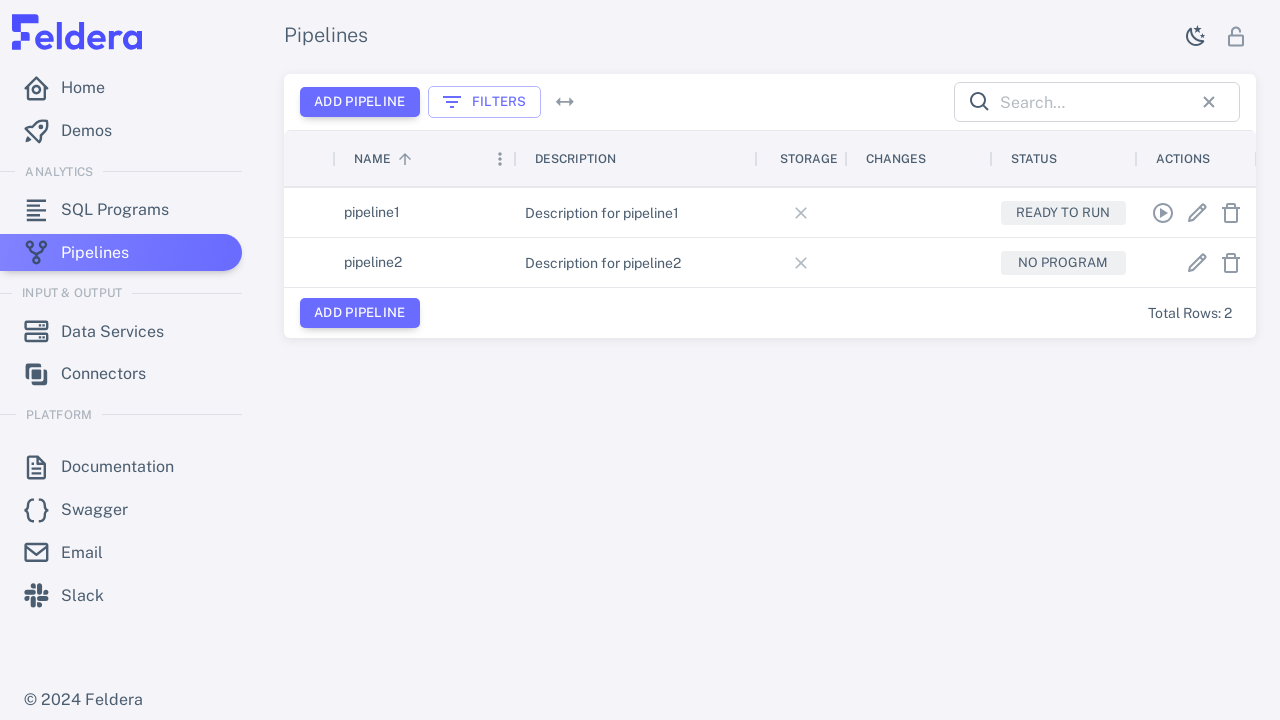 Feldera
Home
Demos
ANALYTICS
SQL Programs
Pipelines
INPUT & OUTPUT
Data Services
Connectors
PLATFORM
Documentation
Swagger
Email
Slack
© 2024 Feldera
Pipelines
ADD PIPELINE FILTERS Search...
NAME DESCRIPTION STORAGE CHANGES STATUS ACTIONS
pipeline1 Description for pipeline1 READY TO RUN
pipeline2 Description for pipeline2 NO PROGRAM
ADD PIPELINE Total Rows: 2